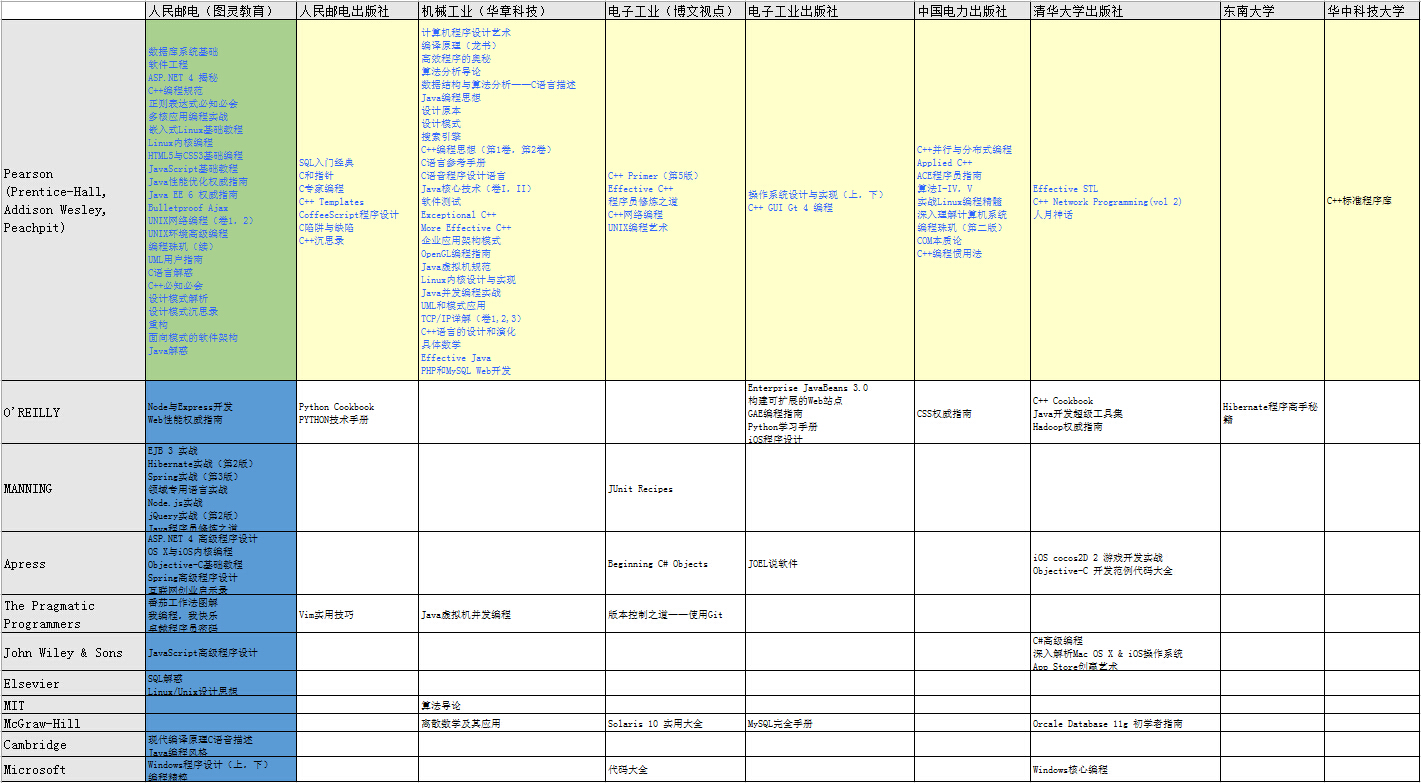 人民邮电（图灵教育）
人民邮电出版社
机械工业（华章科技）
电子工业（博文视点）
电子工业出版社
中国电力出版社
清华大学出版社
东南大学
华中科技大学
Pearson
(Prentice-Hall,
Addison Wesley,
Peachpit)
数据库系统基础
软件工程
ASP.NET 4 揭秘
C++编程规范
正则表达式必知必会
多核应用编程实战
嵌入式Linux基础教程
Linux内核编程
HTML5与CSS3基础编程
JavaScript基础教程
Java性能优化权威指南
Java EE 6 权威指南
Bulletproof Ajax
UNIX网络编程（卷1，2）
UNIX环境高级编程
编程珠玑（续）
UML用户指南
C语言解惑
C++必知必会
设计模式解析
设计模式沉思录
重构
面向模式的软件架构
Java解惑
SQL入门经典
C和指针
C专家编程
C++ Templates
CoffeeScript程序设计
C陷阱与缺陷
C++沉思录
计算机程序设计艺术
编译原理（龙书）
高效程序的奥秘
算法分析导论
数据结构与算法分析——C语言描述
Java编程思想
设计原本
设计模式
搜索引擎
C++编程思想（第1卷，第2卷）
C语言参考手册
C语音程序设计语言
Java核心技术（卷I，II）
软件测试
Exceptional C++
More Effective C++
企业应用架构模式
OpenGL编程指南
Java虚拟机规范
Linux内核设计与实现
Java并发编程实战
UML和模式应用
TCP/IP详解（卷1,2,3）
C++语言的设计和演化
具体数学
Effective Java
PHP和MySQL Web开发
C++ Primer（第5版）
Effective C++
程序员修炼之道
C++网络编程
UNIX编程艺术
操作系统设计与实现（上，下）
C++ GUI Gt 4 编程
C++并行与分布式编程
Applied C++
ACE程序员指南
算法I-IV，V
实战Linux编程精髓
深入理解计算机系统
编程珠玑（第二版）
COM本质论
C++编程惯用法
Effective STL
C++ Network Programming(vol 2)
人月神话
C++标准程序库
O'REILLY
Node与Express开发
Web性能权威指南
Python Cookbook
PYTHON技术手册
Enterprise JavaBeans 3.0
构建可扩展的Web站点
GAE编程指南
Python学习手册
iOS程序设计
CSS权威指南
C++ Cookbook
Java开发超级工具集
Hadoop权威指南
Hibernate程序高手秘
籍
MANNING
EJB 3 实战
Hibernate实战（第2版）
Spring实战（第3版）
领域专用语言实战
Node.js实战
jQuery实战（第2版）
Java程序员修炼之道
JUnit Recipes
Apress
ASP.NET 4 高级程序设计
OS X与iOS内核编程
Objective-C基础教程
Spring高级程序设计
互联网创业启示录
Beginning C# Objects
JOEL说软件
iOS cocos2D 2 游戏开发实战
Objective-C 开发范例代码大全
The Pragmatic
Programmers
番茄工作法图解
我编程，我快乐
卓越程序员密码
Vim实用技巧
Java虚拟机并发编程
版本控制之道——使用Git
John Wiley & Sons
JavaScript高级程序设计
C#高级编程
深入解析Mac OS X & iOS操作系统
App Store创赢艺术
Elsevier
SQL解惑
Linux/Unix设计思想
MIT
算法导论
McGraw-Hill
离散数学及其应用
Solaris 10 实用大全
MySQL完全手册
Orcale Database 11g 初学者指南
Cambridge
现代编译原理C语音描述
Java编程风格
Microsoft
Windows程序设计（上，下）
编程精粹
代码大全
Windows核心编程